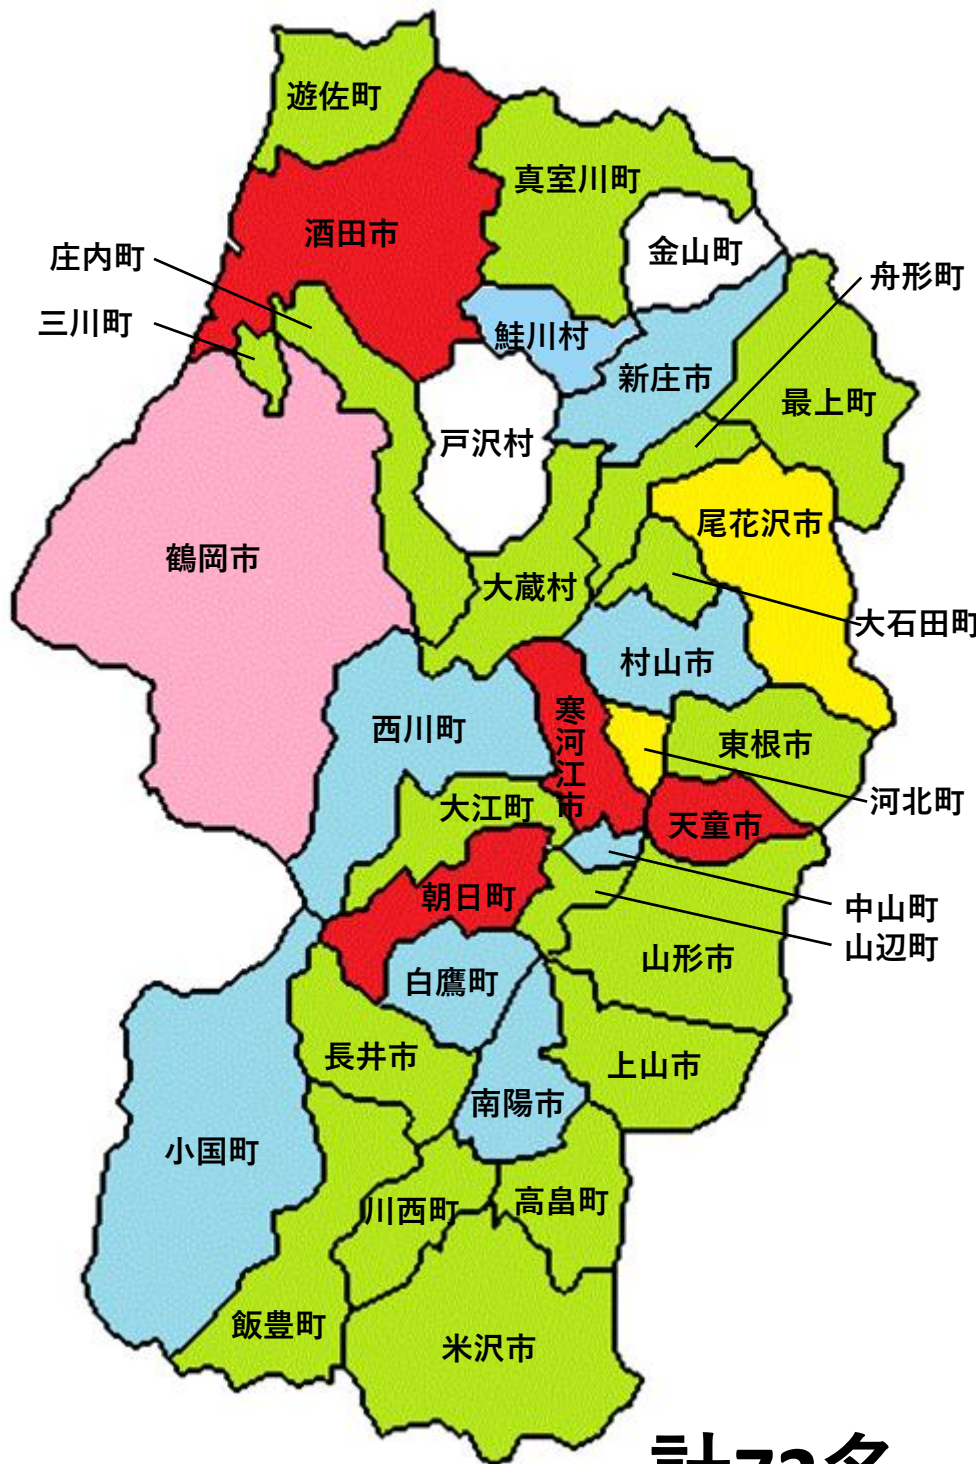 遊佐町
真室川町
酒田市
金山町
庄内町
舟形町
三川町
鮭川村
新庄市
最上町
戸沢村
尾花沢市
鶴岡市
大蔵村
大石田町
村山市
西川町
寒河江市
東根市
河北町
大江町
天童市
朝日町
中山町
山辺町
山形市
白鷹町
長井市
上山市
南陽市
小国町
川西町
高畠町
飯豊町
米沢市
計73名